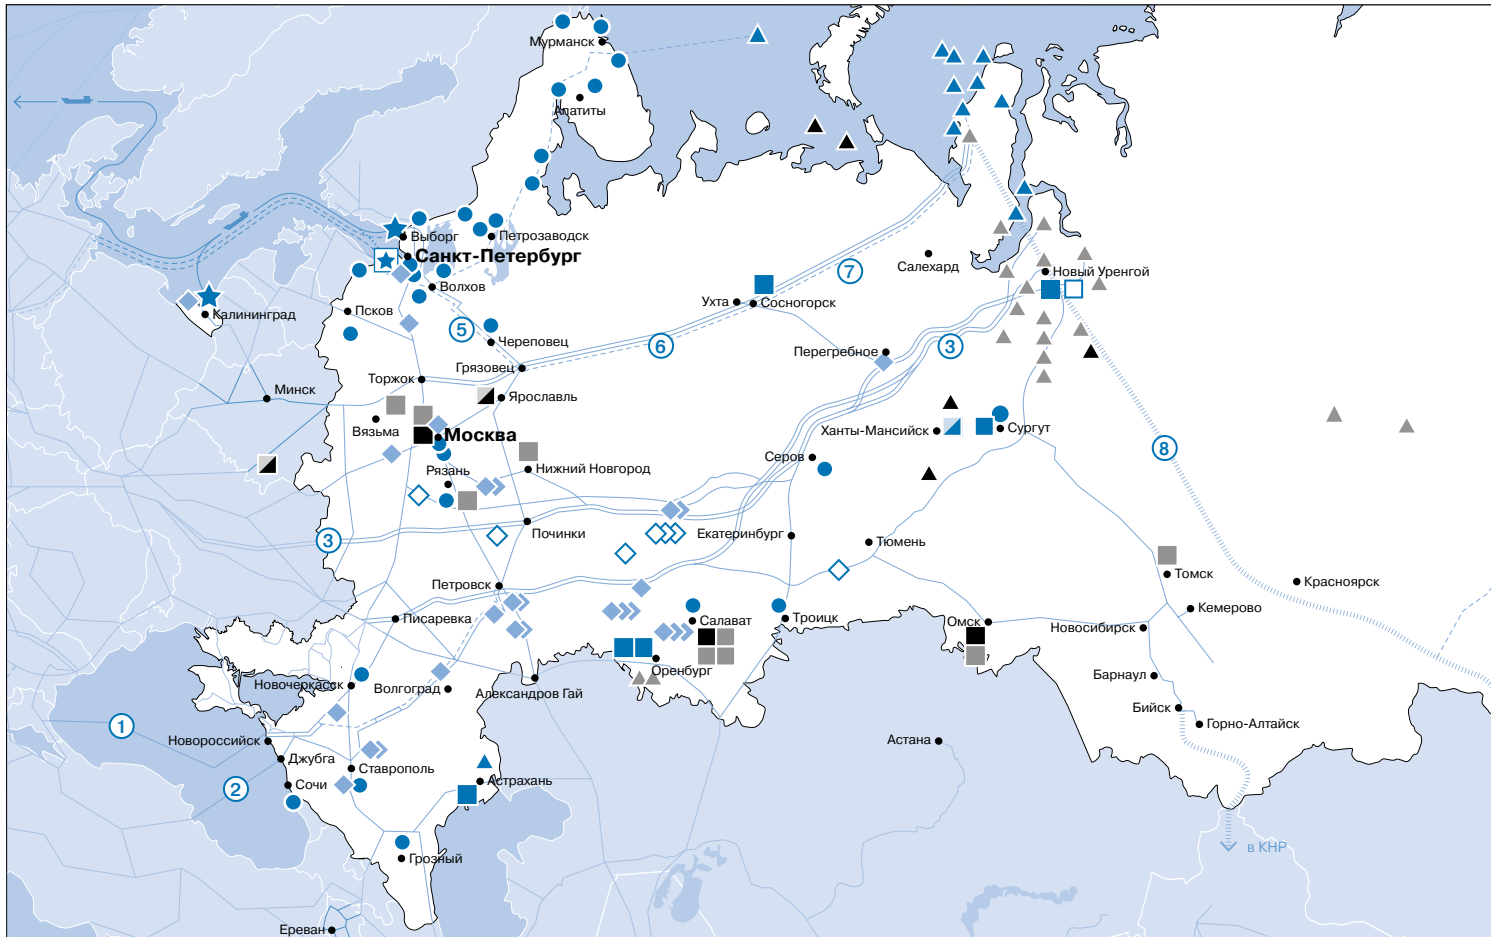 Мурманск
Апатиты
Выборг
Петрозаводск
Санкт-Петербург
Салехард
7
Новый Уренгой
Волхов
Ухта
Сосногорск
Калининград
Псков
5
Череповец
6
3
Перегребное
Грязовец
Торжок
Минск
Ярославль
Вязьма
Москва
Ханты-Мансийск
Сургут
8
Серов
Нижний Новгород
Рязань
Починки
Екатеринбург
3
Тюмень
Томск
Красноярск
Петровск
Кемерово
Писаревка
Салават
Троицк
Омск
Новосибирск
Оренбург
Барнаул
Новочеркасск
Волгоград
Александров Гай
Бийск
Горно-Алтайск
1
Новороссийск
Астана
Джубга
Ставрополь
Сочи
2
Астрахань
в КНР
Грозный
Ереван